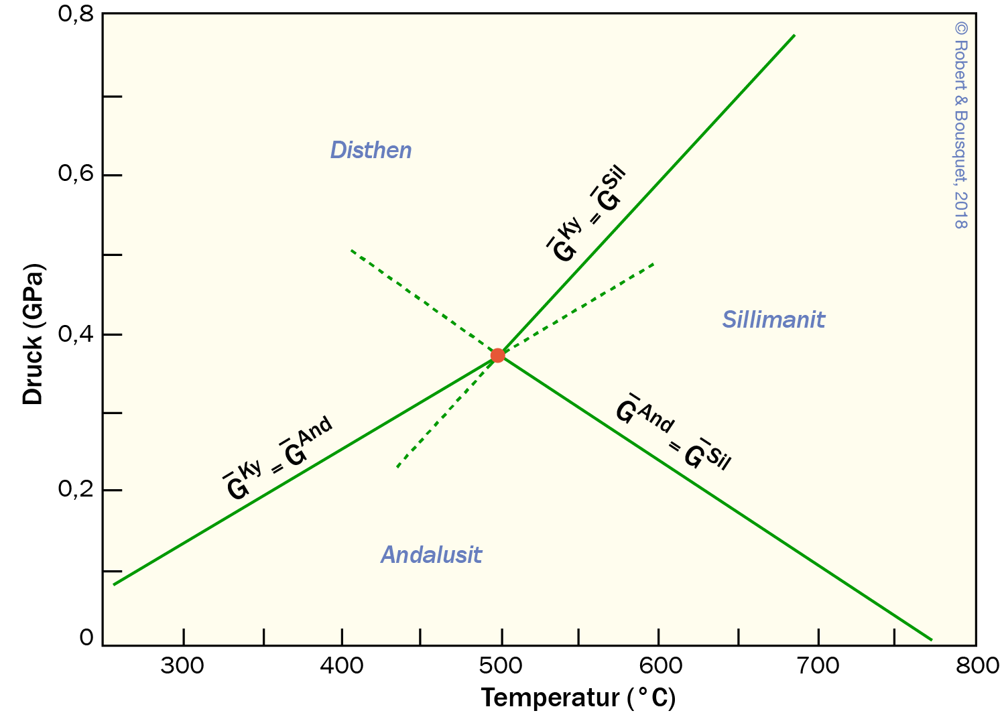 0,8
0,6
0,4
0,2
0
Druck (GPa)
300 400 500 600 700 800
Temperatur (°C)
Disthen
Sillimanit
Andalusit
G̅ᴷʸ = G̅ˢⁱˡ
G̅ᴷʸ = G̅ᴬⁿᵈ
G̅ᴬⁿᵈ = G̅ˢⁱˡ
© Robert & Bousquet, 2018